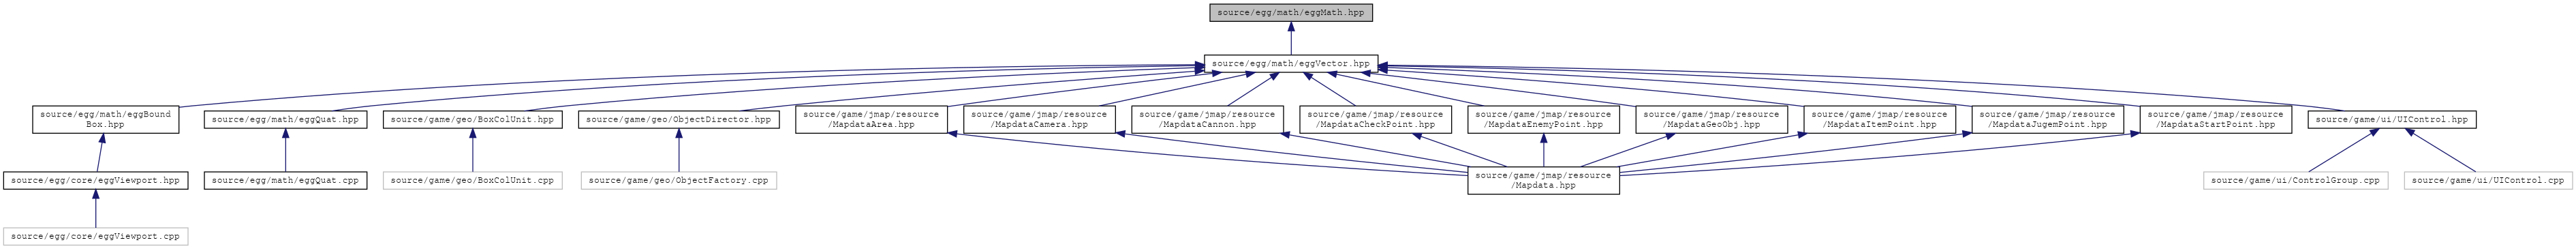 source/egg/math/eggMath.hpp
source/egg/math/eggVector.hpp
source/egg/math/eggBound
Box.hpp
source/egg/math/eggQuat.hpp
source/game/geo/BoxColUnit.hpp
source/game/geo/ObjectDirector.hpp
source/game/jmap/resource
/MapdataArea.hpp
source/game/jmap/resource
/MapdataCamera.hpp
source/game/jmap/resource
/MapdataCannon.hpp
source/game/jmap/resource
/MapdataCheckPoint.hpp
source/game/jmap/resource
/MapdataEnemyPoint.hpp
source/game/jmap/resource
/MapdataGeoObj.hpp
source/game/jmap/resource
/MapdataItemPoint.hpp
source/game/jmap/resource
/MapdataJugemPoint.hpp
source/game/jmap/resource
/MapdataStartPoint.hpp
source/game/ui/UIControl.hpp
source/egg/core/eggViewport.hpp
source/egg/math/eggQuat.cpp
source/game/geo/BoxColUnit.cpp
source/game/geo/ObjectFactory.cpp
source/game/jmap/resource
/Mapdata.hpp
source/game/ui/ControlGroup.cpp
source/game/ui/UIControl.cpp
source/egg/core/eggViewport.cpp